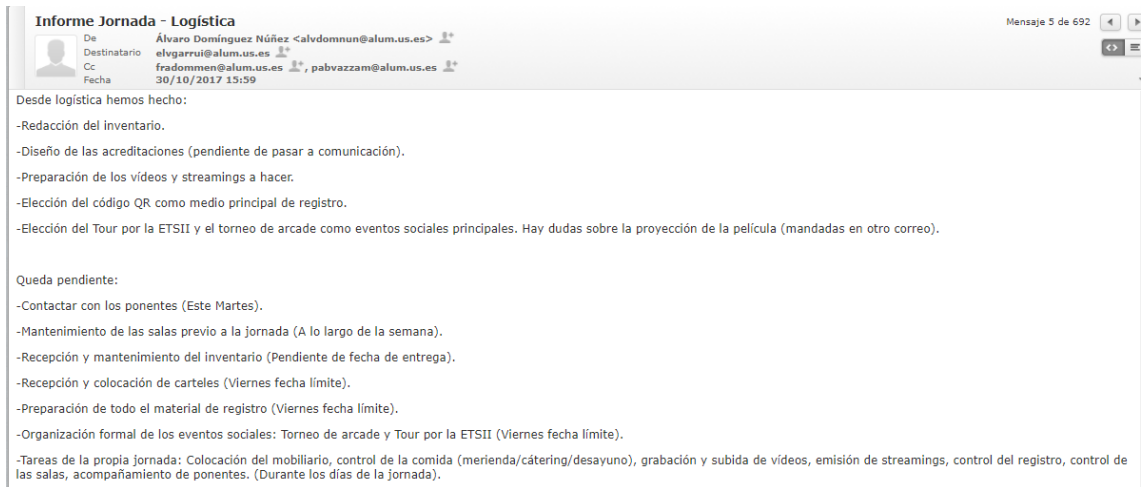 Informe Jornada - Logística
Mensaje 5 de 692
De Álvaro Domínguez Núñez <alvdomnun@alum.us.es>
Destinatario elvgarrui@alum.us.es
Cc fradommen@alum.us.es , pabvazzam@alum.us.es
Fecha 30/10/2017 15:59
Desde logística hemos hecho:
-Redacción del inventario.
-Diseño de las acreditaciones (pendiente de pasar a comunicación).
-Preparación de los vídeos y streamings a hacer.
-Elección del código QR como medio principal de registro.
-Elección del Tour por la ETSII y el torneo de arcade como eventos sociales principales. Hay dudas sobre la proyección de la película (mandadas en otro correo).
Queda pendiente:
-Contactar con los ponentes (Este Martes).
-Mantenimiento de las salas previo a la jornada (A lo largo de la semana).
-Recepción y mantenimiento del inventario (Pendiente de fecha de entrega).
-Recepción y colocación de carteles (Viernes fecha límite).
-Preparación de todo el material de registro (Viernes fecha límite).
-Organización formal de los eventos sociales: Torneo de arcade y Tour por la ETSII (Viernes fecha límite).
-Tareas de la propia jornada: Colocación del mobiliario, control de la comida (merienda/cátering/desayuno), grabación y subida de vídeos, emisión de streamings, control del registro, control de
las salas, acompañamiento de ponentes. (Durante los días de la jornada).